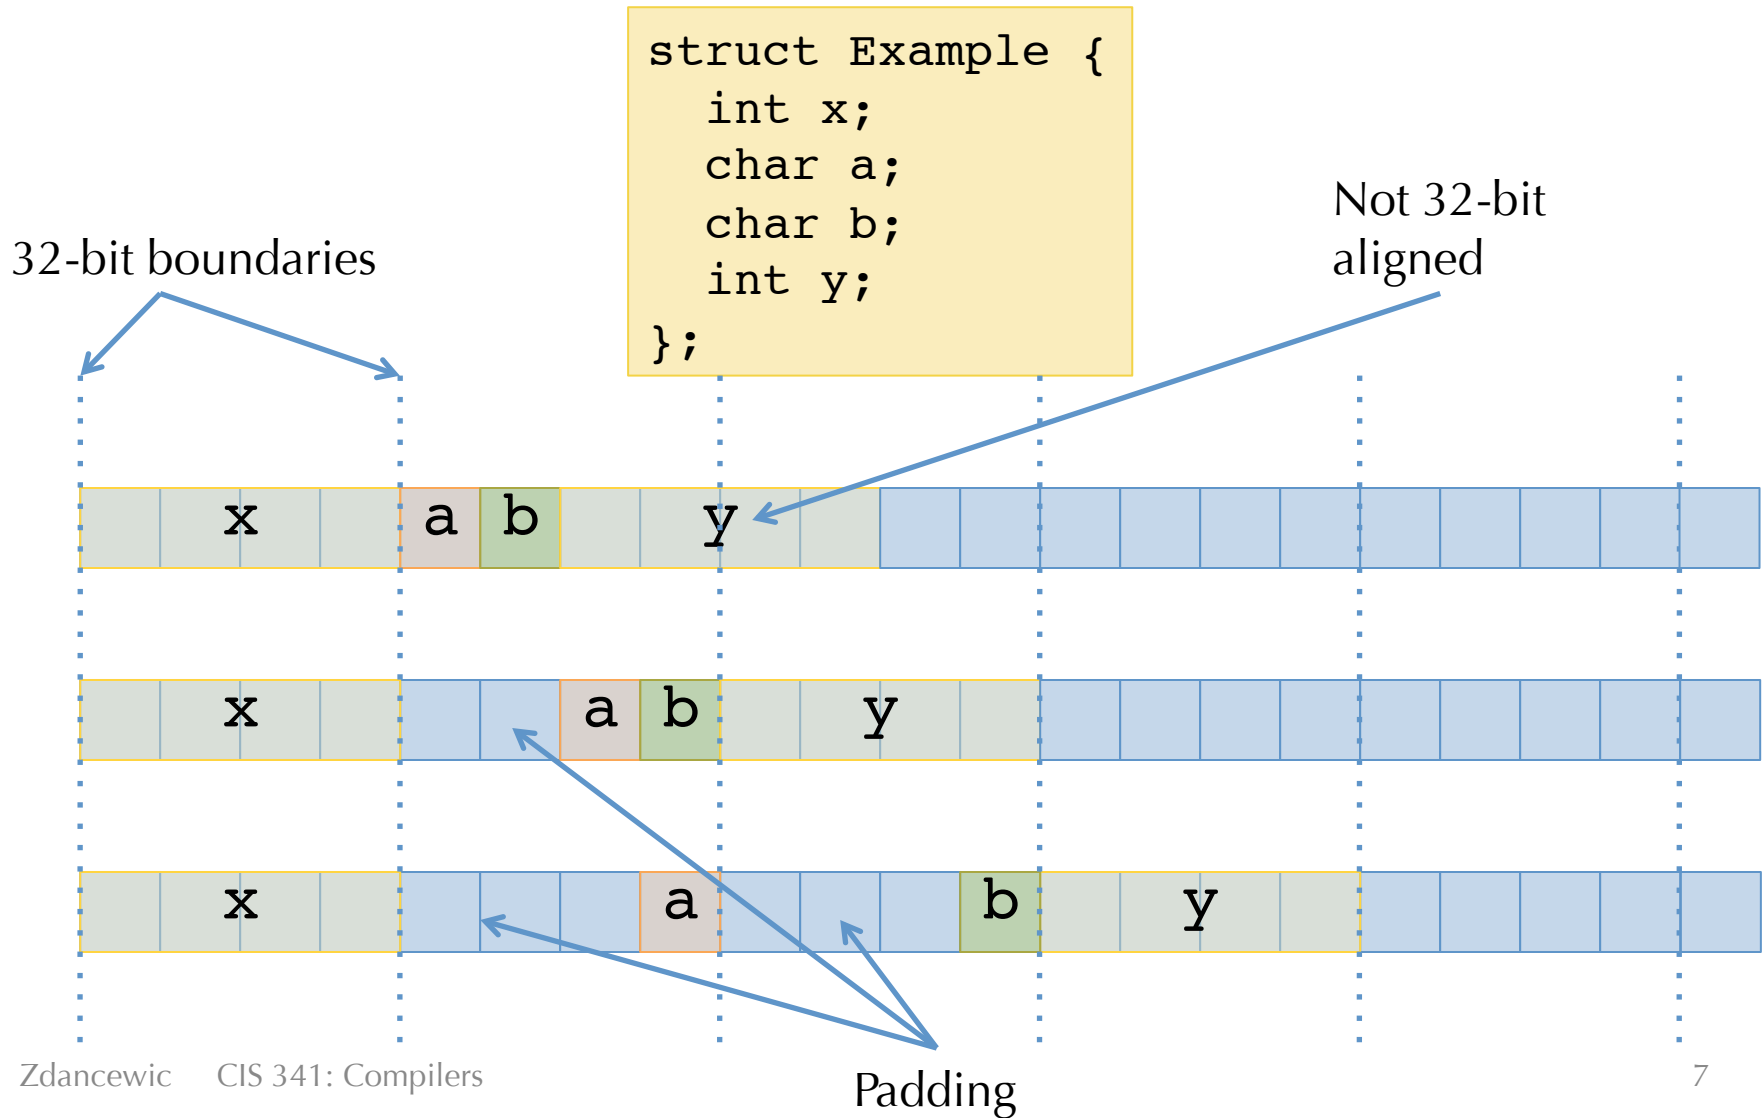 struct Example {
int x;
char a;
char b;
int y;
};
32-bit boundaries
Not 32-bit
aligned
x a b y
x a b y
x a b y
Padding
Zdancewic CIS 341: Compilers 7